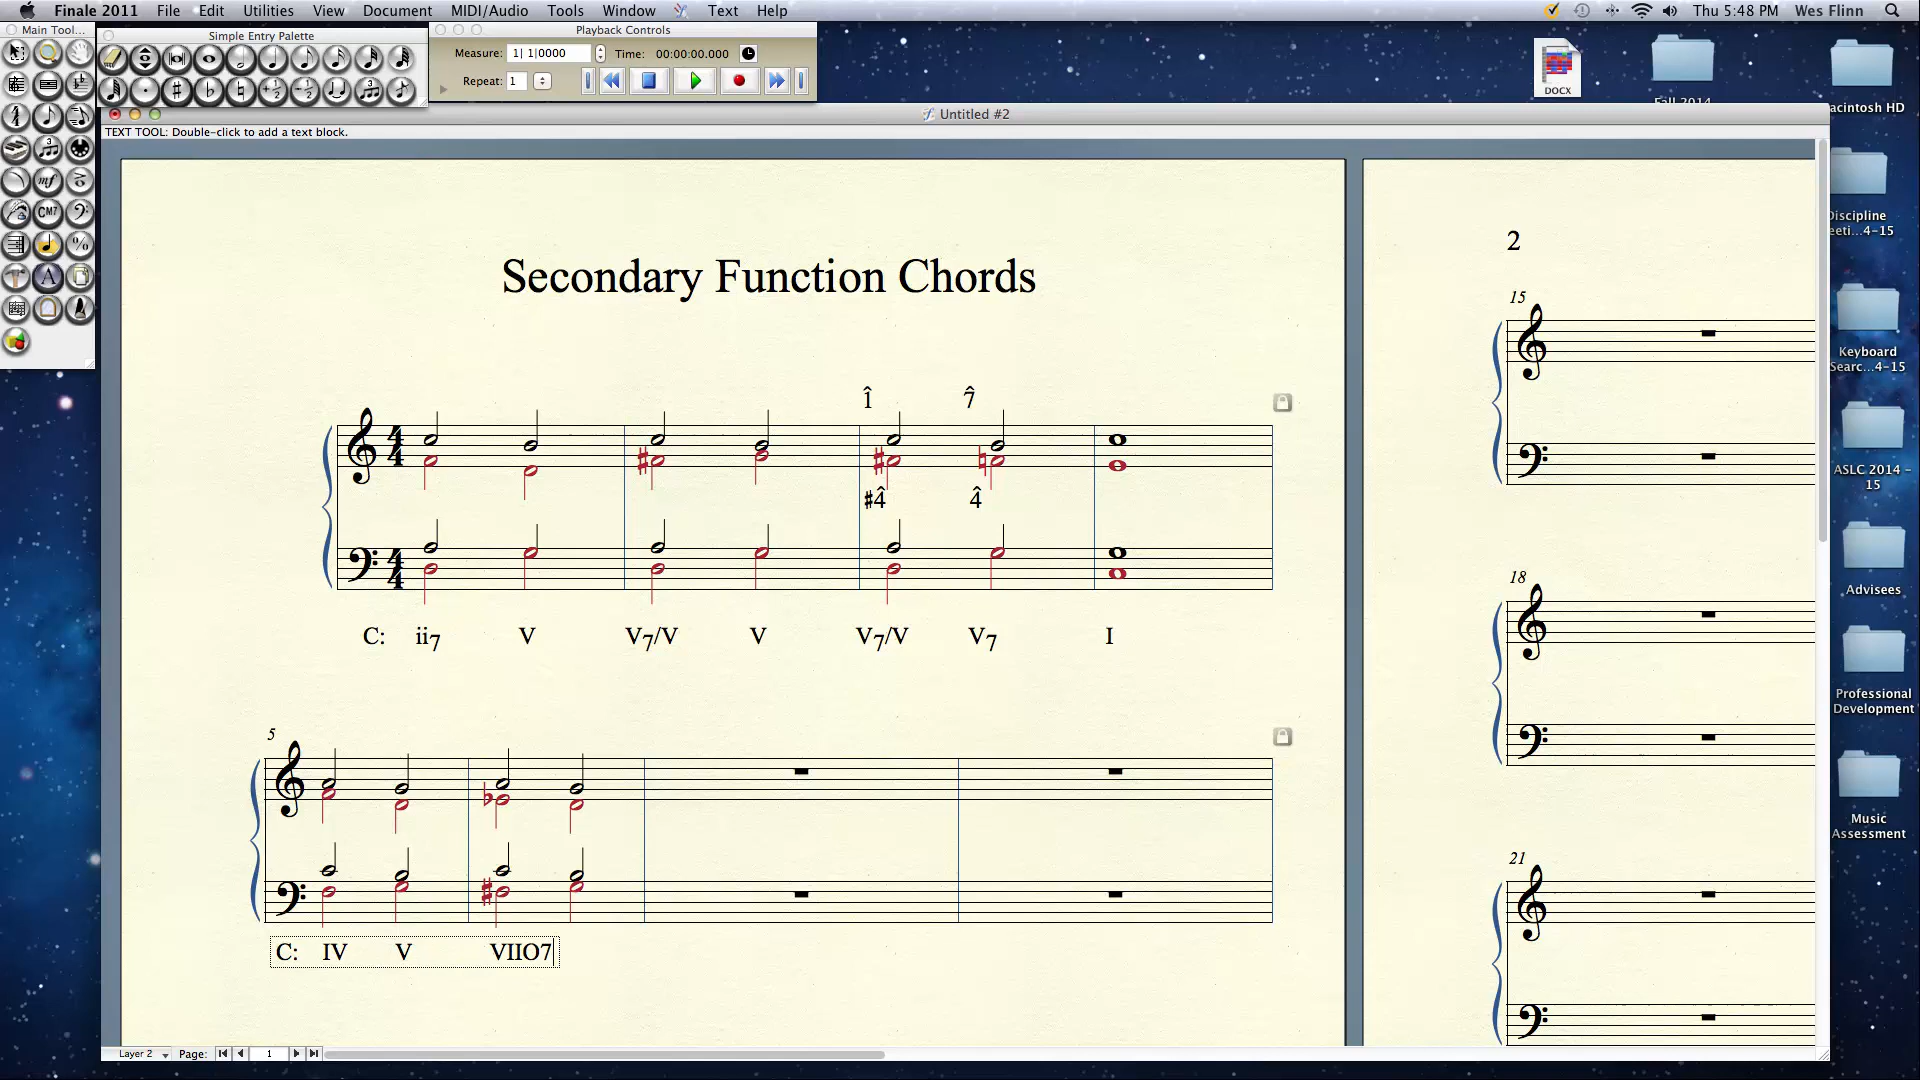 Finale 2011 File Edit Utilities View Document MIDI/Audio Tools Window Text Help Thu 5:48 PM Wes Flinn
Main Tool...
Simple Entry Palette
Playback Controls
Measure: 1| 1|0000 Time: 00:00:00.000
Repeat: 1
Untitled #2
TEXT TOOL: Double-click to add a text block.
Secondary Function Chords
1̂ 7̂
♯4̂ 4̂
C: ii7 V V7/V V V7/V V7 I
5
C: IV V VIIO7
2
15
18
21
Layer 2 Page: 1
DOCX
Fall 2014
acintosh HD
Discipline
eeti...4-15
Keyboard
Searc...4-15
ASLC 2014 -
15
Advisees
Professional
Development
Music
Assessment
mf
CM7
A